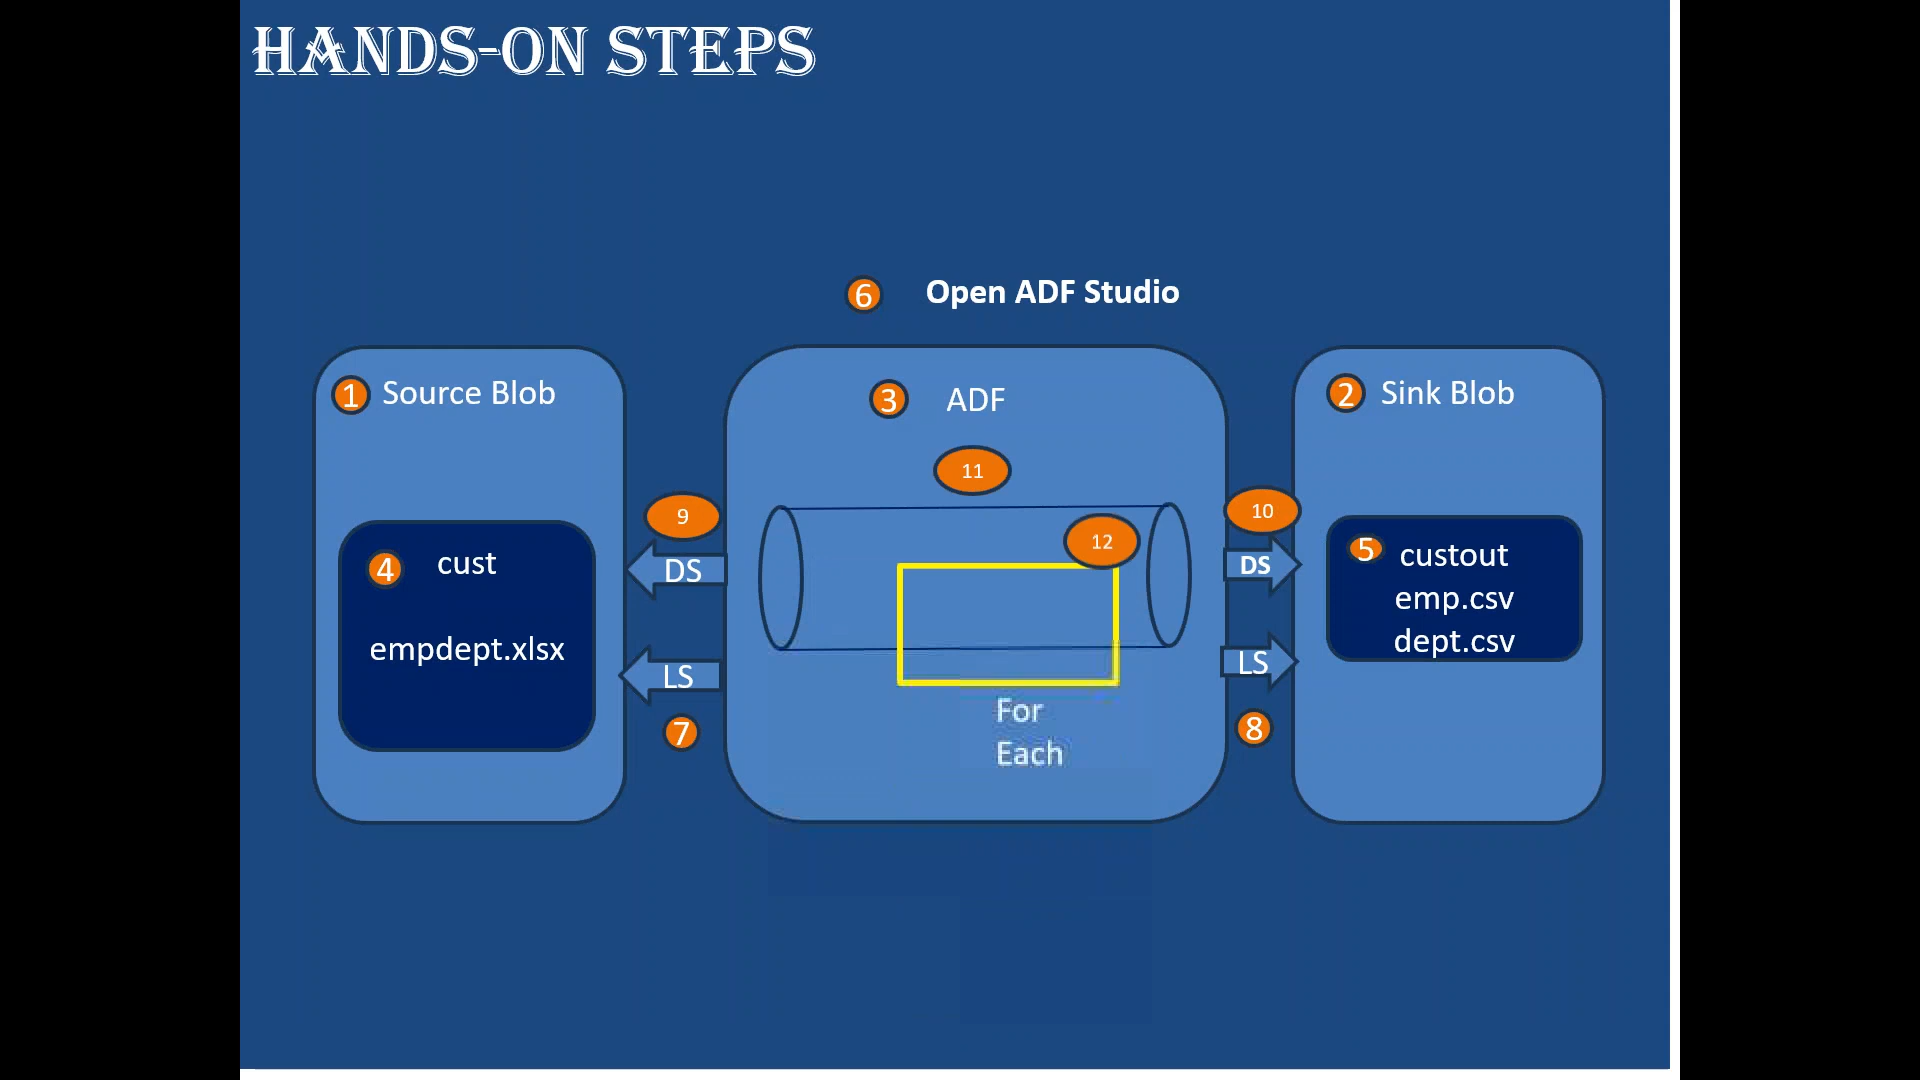 HANDS-ON STEPS
6 Open ADF Studio
1 Source Blob
3 ADF
2 Sink Blob
11
9
10
12
4 cust
5 custout
DS
DS
emp.csv
empdept.xlsx
dept.csv
LS
LS
For
Each
7
8